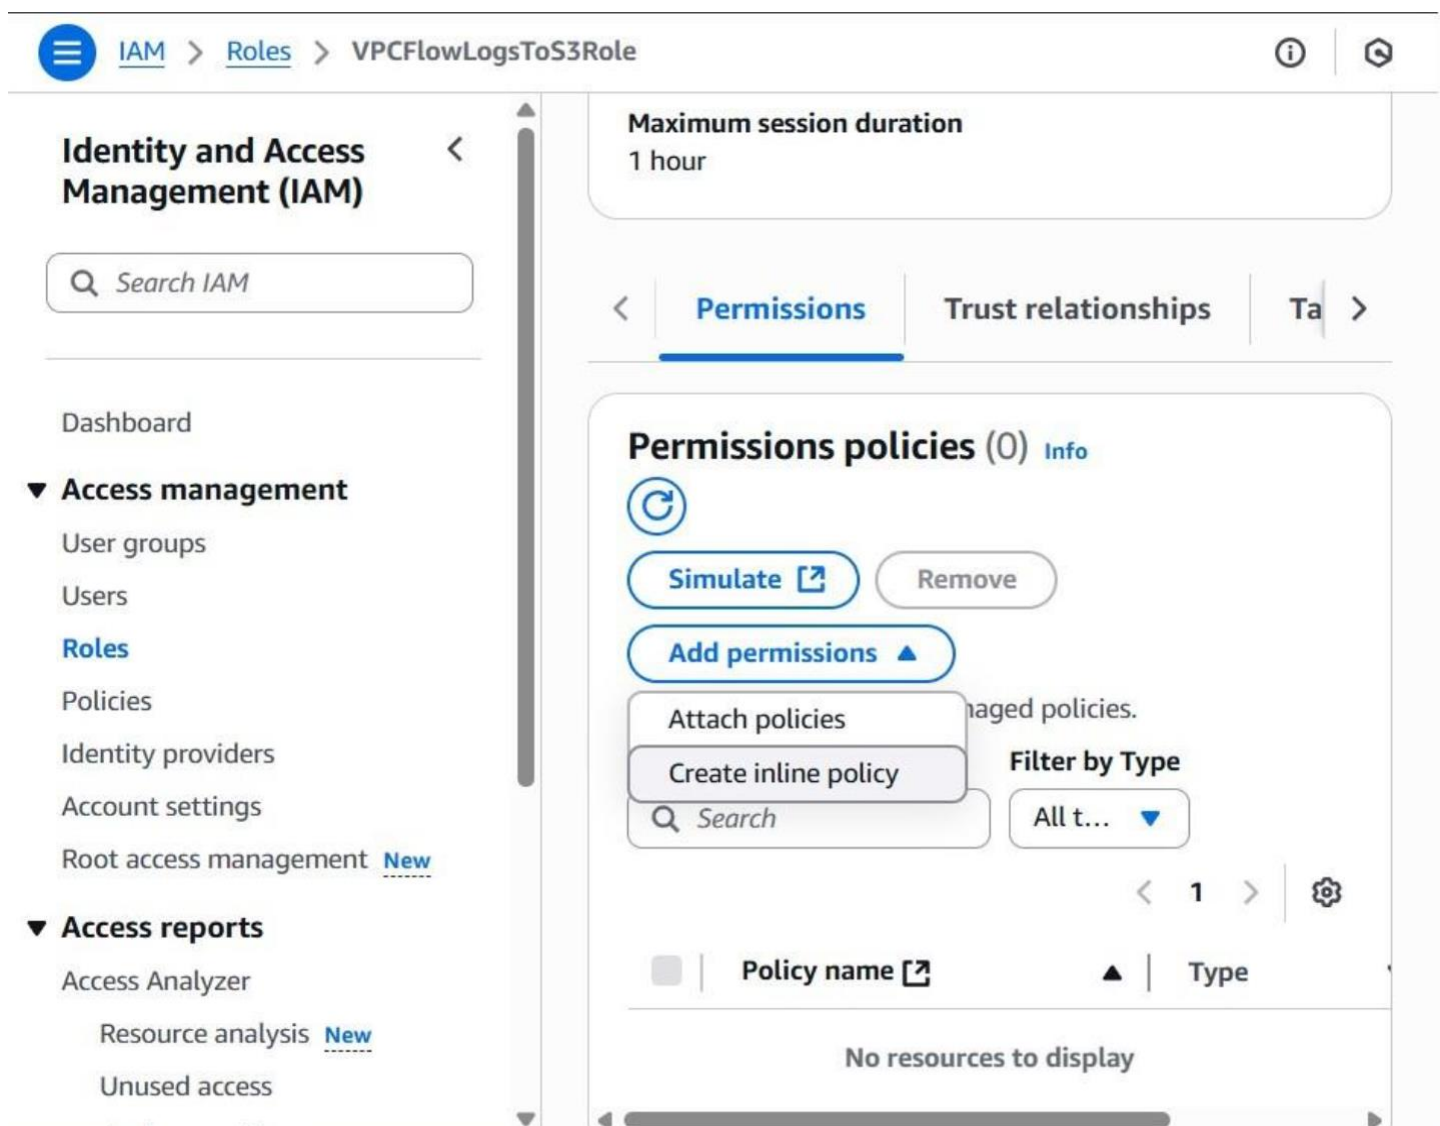 IAM > Roles > VPCFlowLogsToS3Role
Identity and Access
Management (IAM)
Search IAM
Dashboard
Access management
User groups
Users
Roles
Policies
Identity providers
Account settings
Root access management New
Access reports
Access Analyzer
Resource analysis New
Unused access
Maximum session duration
1 hour
Permissions
Trust relationships
Ta
Permissions policies (0) Info
Simulate
Remove
Add permissions
Attach policies
naged policies.
Create inline policy
Filter by Type
Search
All t...
1
Policy name
Type
No resources to display